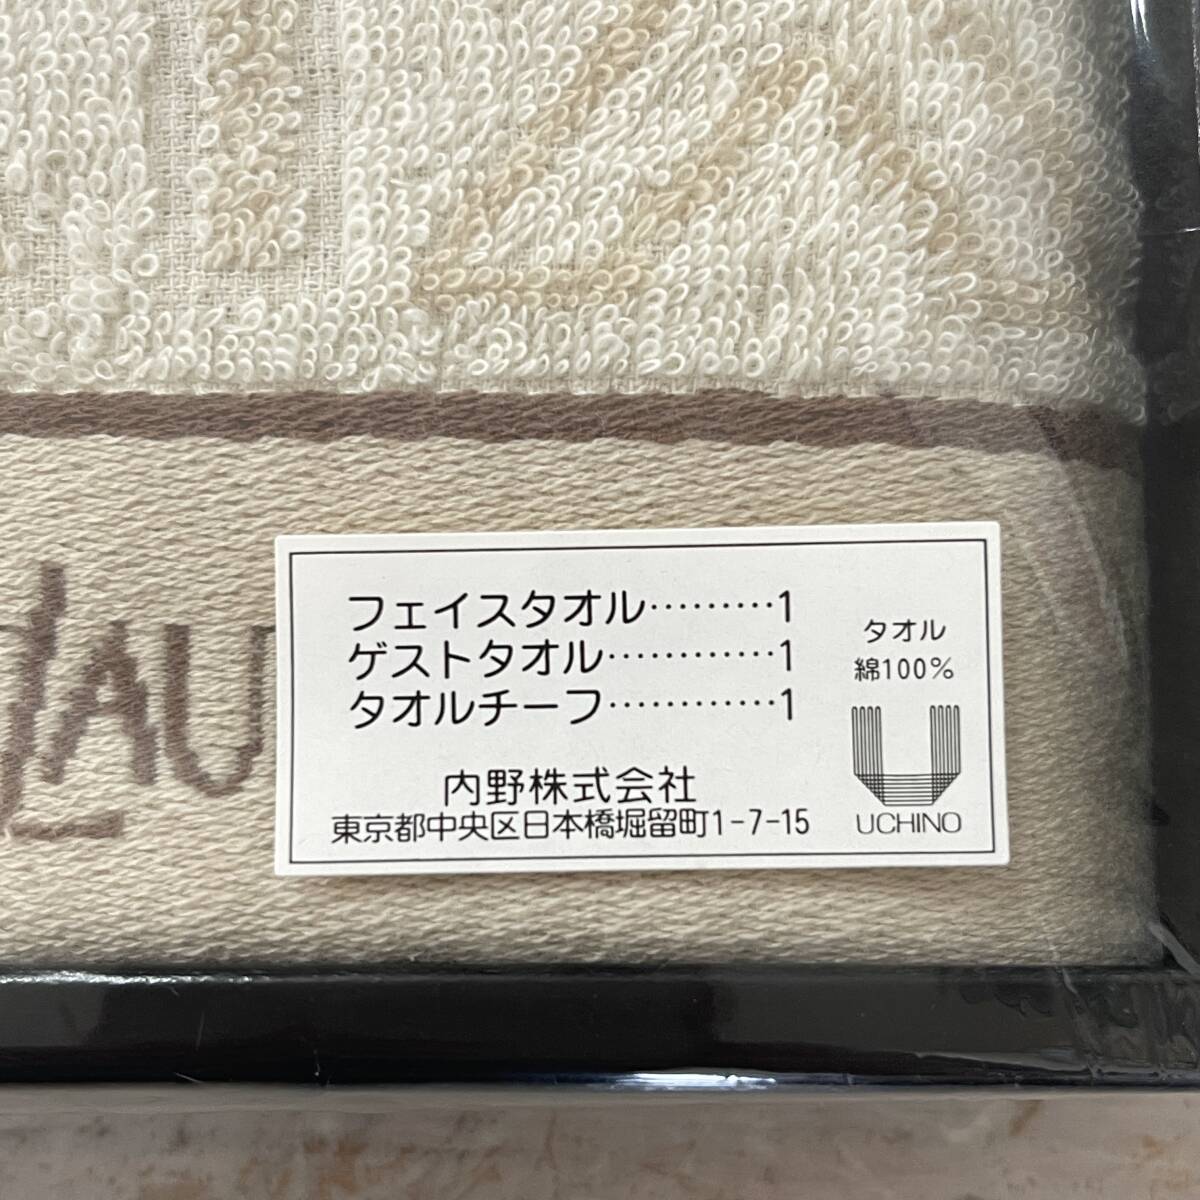 フェイスタオル………1
ゲストタオル…………1
タオルチーフ…………1
内野株式会社
東京都中央区日本橋堀留町1-7-15
タオル
綿100%
UCHINO